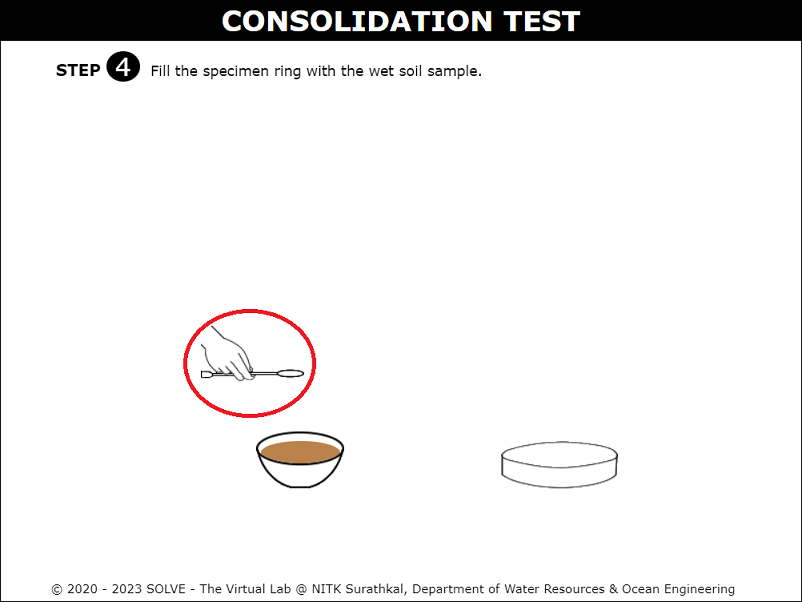 CONSOLIDATION TEST
STEP 4 Fill the specimen ring with the wet soil sample.
© 2020 - 2023 SOLVE - The Virtual Lab @ NITK Surathkal, Department of Water Resources & Ocean Engineering